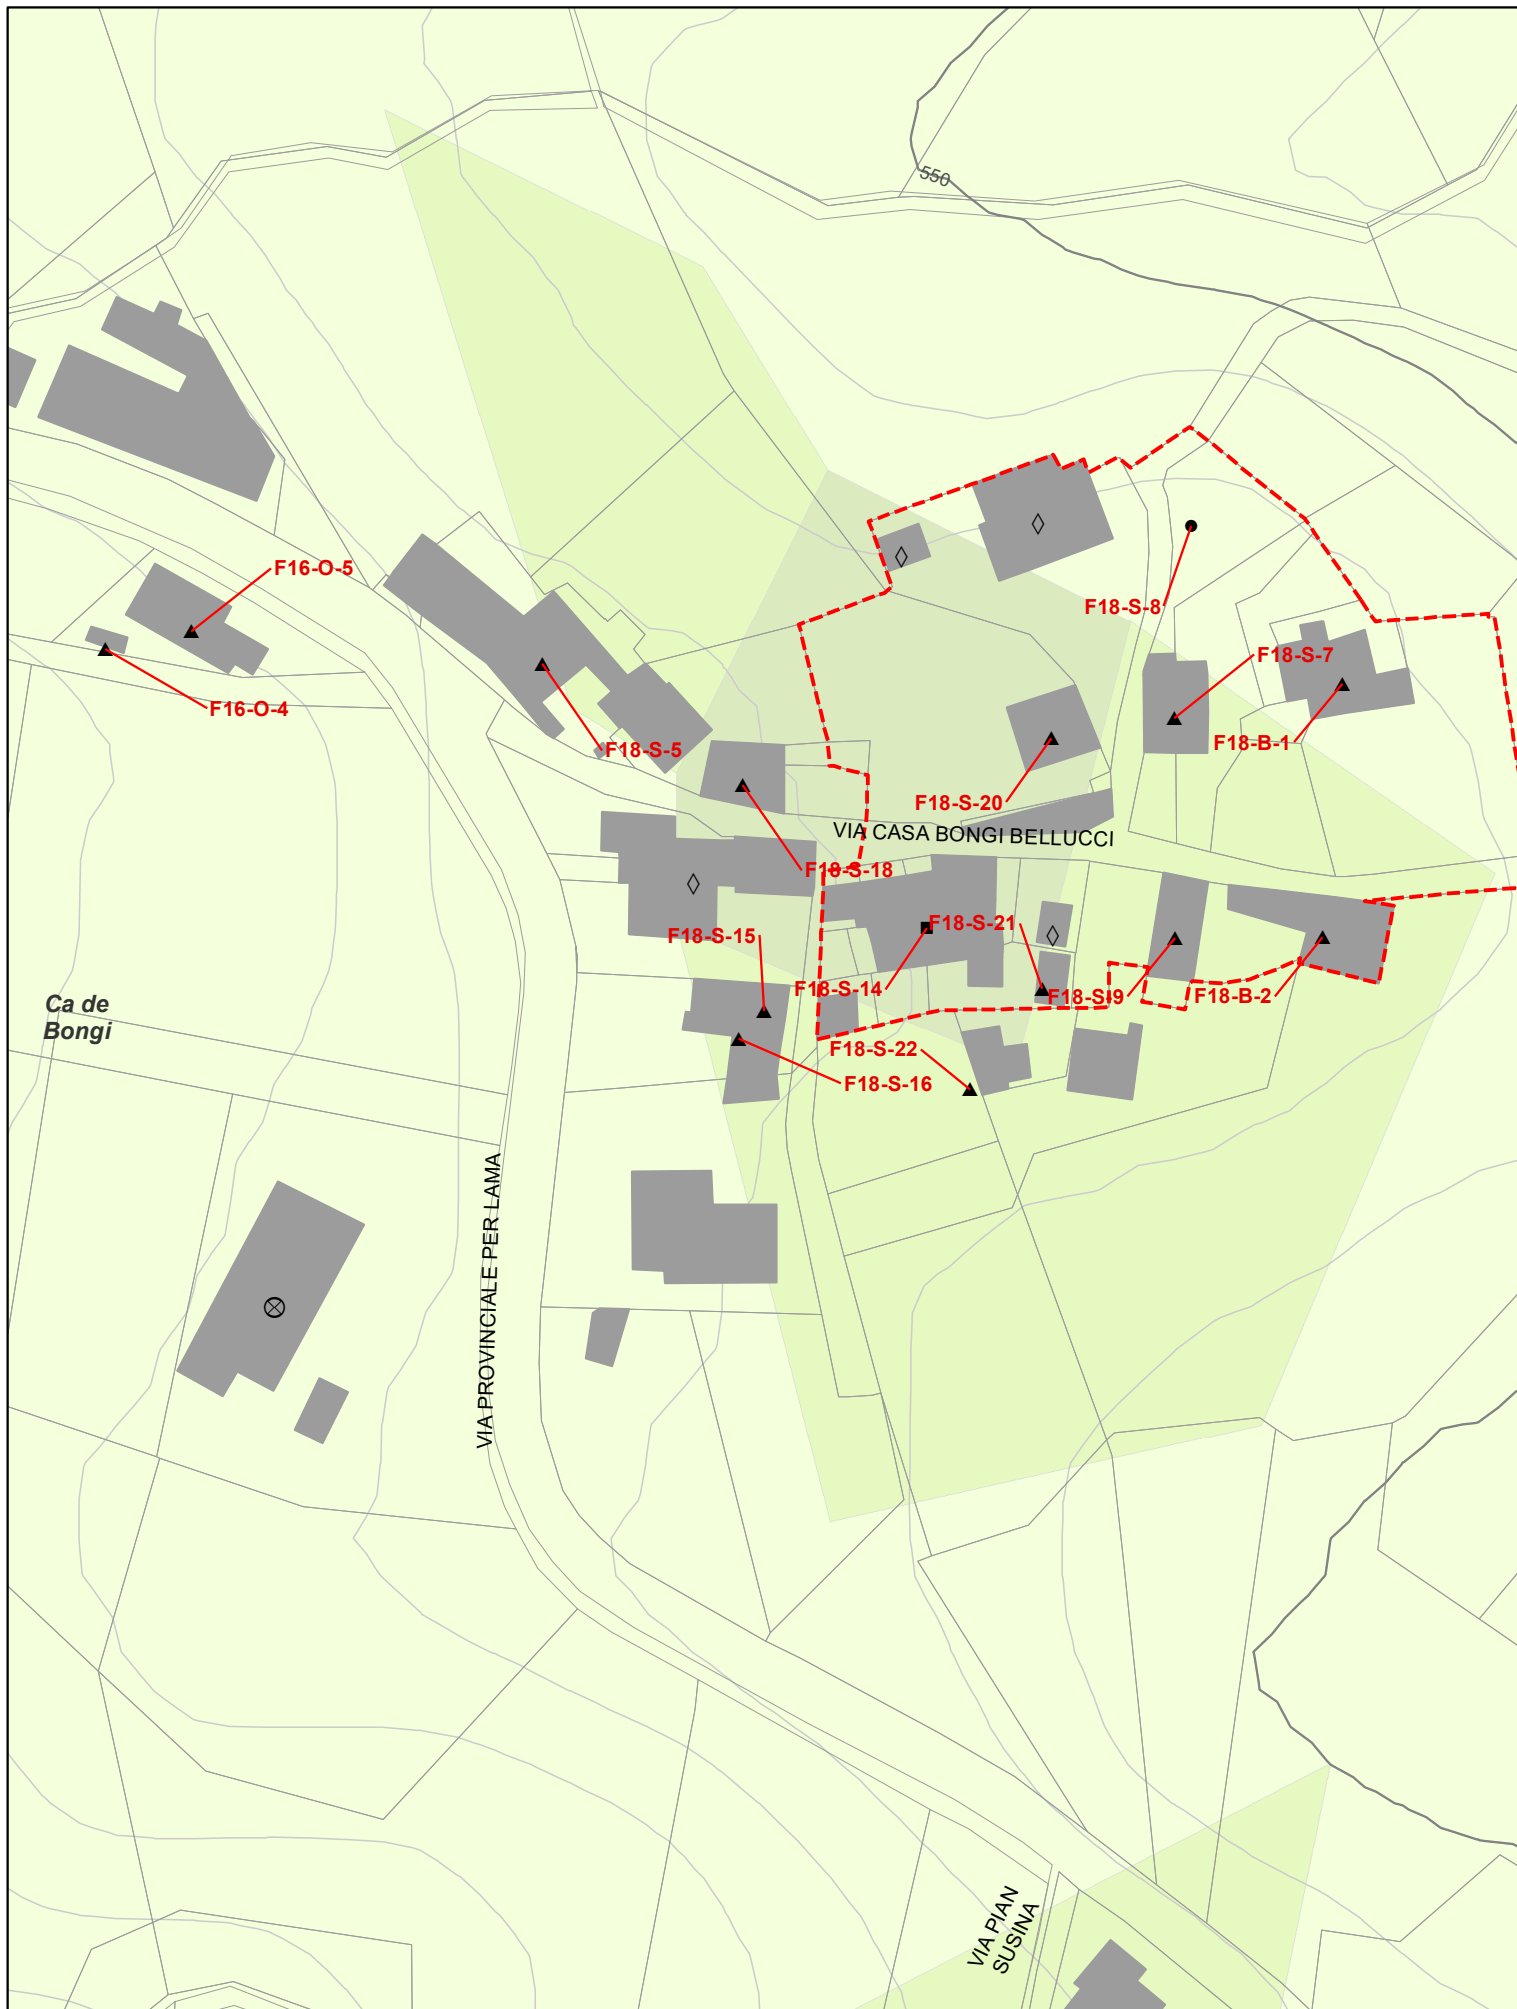 550
F16-O-5
F18-S-8
F18-S-7
F16-O-4
F18-B-1
F18-S-5
F18-S-20
VIA CASA BONGI BELLUCCI
F18-S-18
F18-S-21
F18-S-15
F18-S-14
F18-S-9
F18-B-2
Ca de
Bongi
F18-S-22
F18-S-16
VIA PROVINCIALE PER LAMA
VIA PIAN
SUSINA